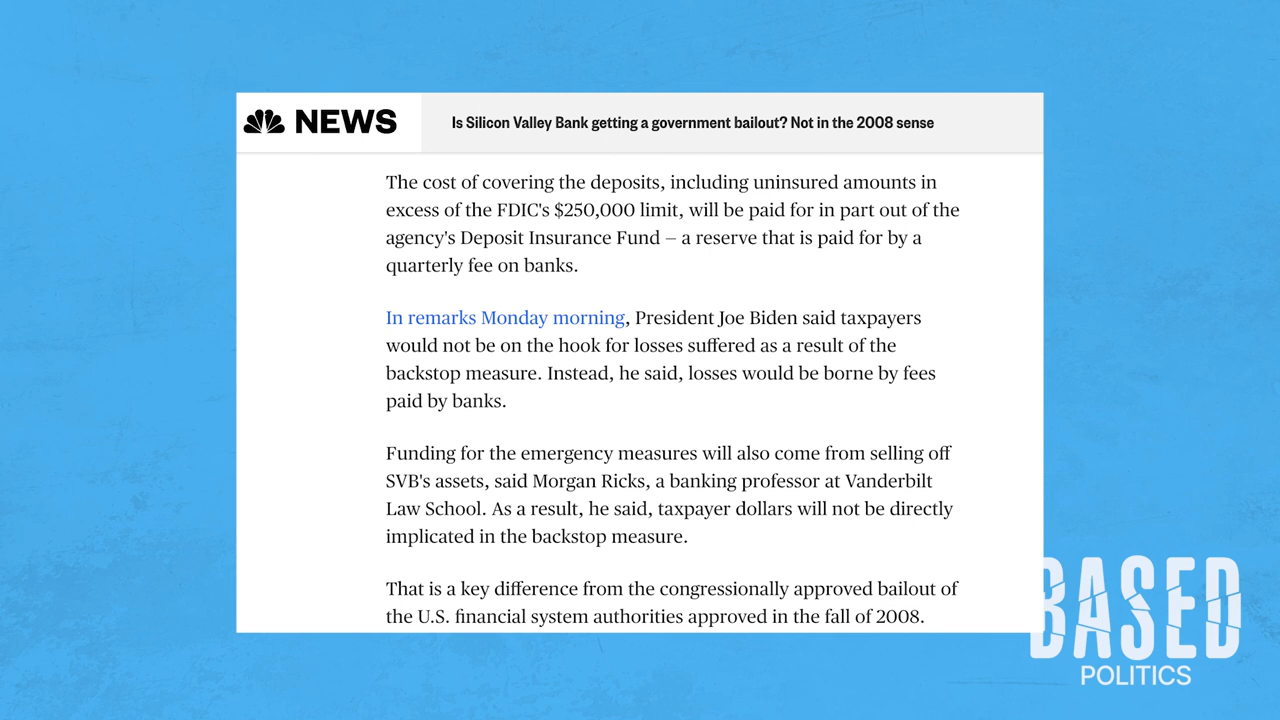 NEWS
Is Silicon Valley Bank getting a government bailout? Not in the 2008 sense
The cost of covering the deposits, including uninsured amounts in
excess of the FDIC's $250,000 limit, will be paid for in part out of the
agency's Deposit Insurance Fund — a reserve that is paid for by a
quarterly fee on banks.
In remarks Monday morning, President Joe Biden said taxpayers
would not be on the hook for losses suffered as a result of the
backstop measure. Instead, he said, losses would be borne by fees
paid by banks.
Funding for the emergency measures will also come from selling off
SVB's assets, said Morgan Ricks, a banking professor at Vanderbilt
Law School. As a result, he said, taxpayer dollars will not be directly
implicated in the backstop measure.
That is a key difference from the congressionally approved bailout of
the U.S. financial system authorities approved in the fall of 2008.
BASED
POLITICS